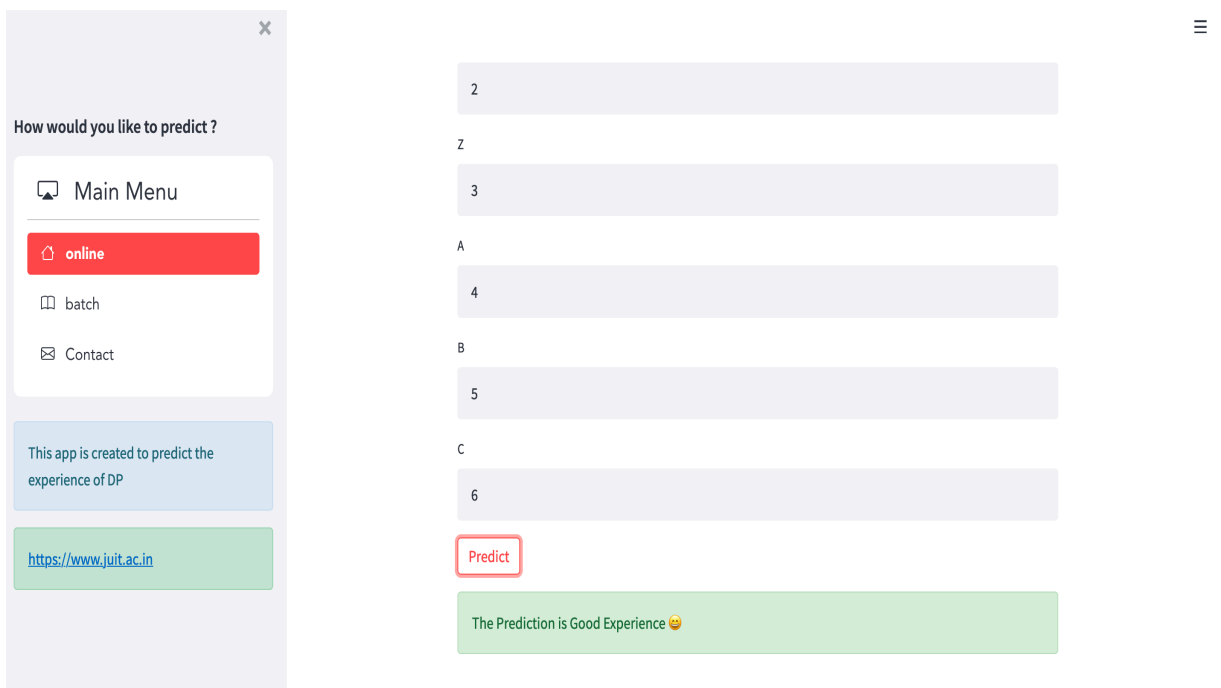 How would you like to predict ?
Main Menu
online
batch
Contact
This app is created to predict the
experience of DP
https://www.juit.ac.in
2
Z
3
A
4
B
5
C
6
Predict
The Prediction is Good Experience 😀